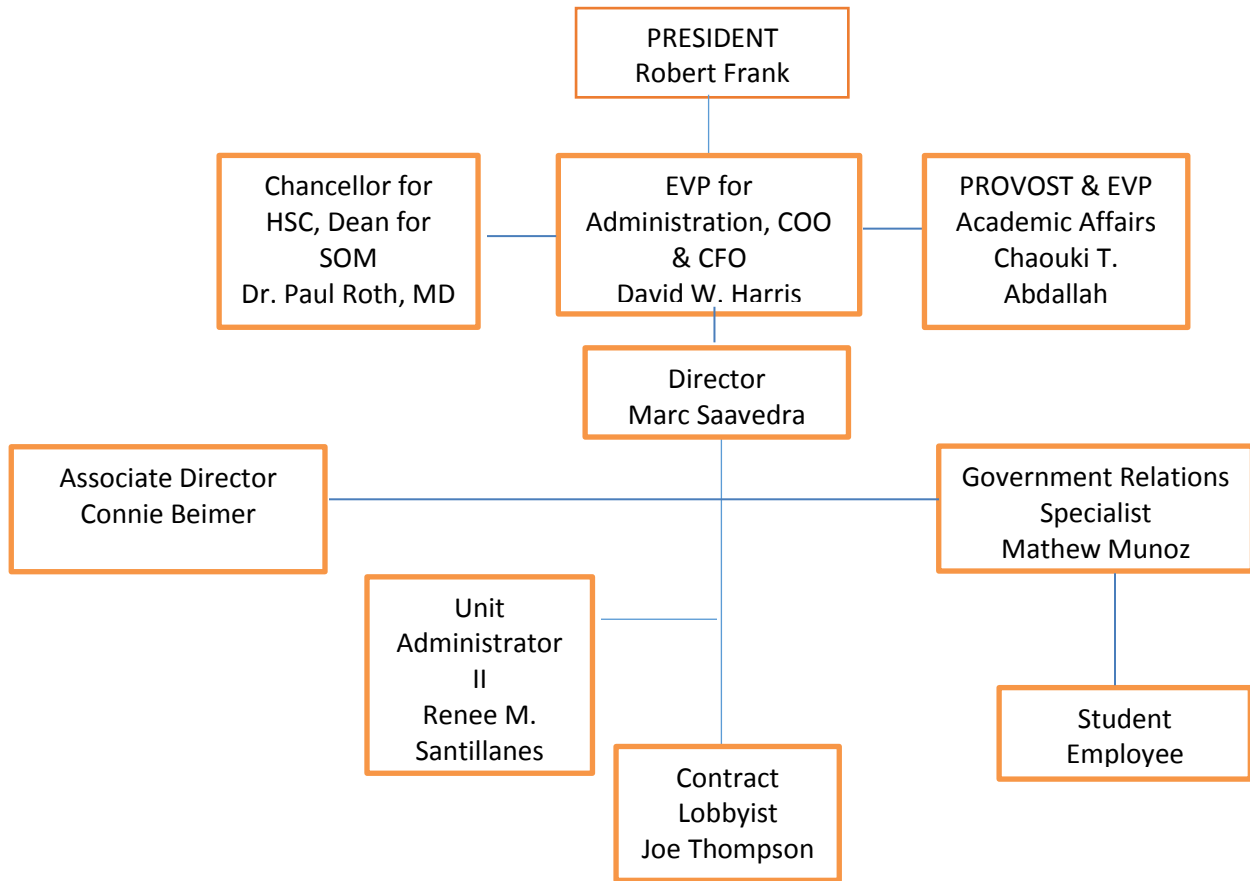 PRESIDENT
Robert Frank
Chancellor for
HSC, Dean for
SOM
Dr. Paul Roth, MD
EVP for
Administration, COO
& CFO
David W. Harris
PROVOST & EVP
Academic Affairs
Chaouki T.
Abdallah
Director
Marc Saavedra
Associate Director
Connie Beimer
Government Relations
Specialist
Mathew Munoz
Unit
Administrator
II
Renee M.
Santillanes
Student
Employee
Contract
Lobbyist
Joe Thompson